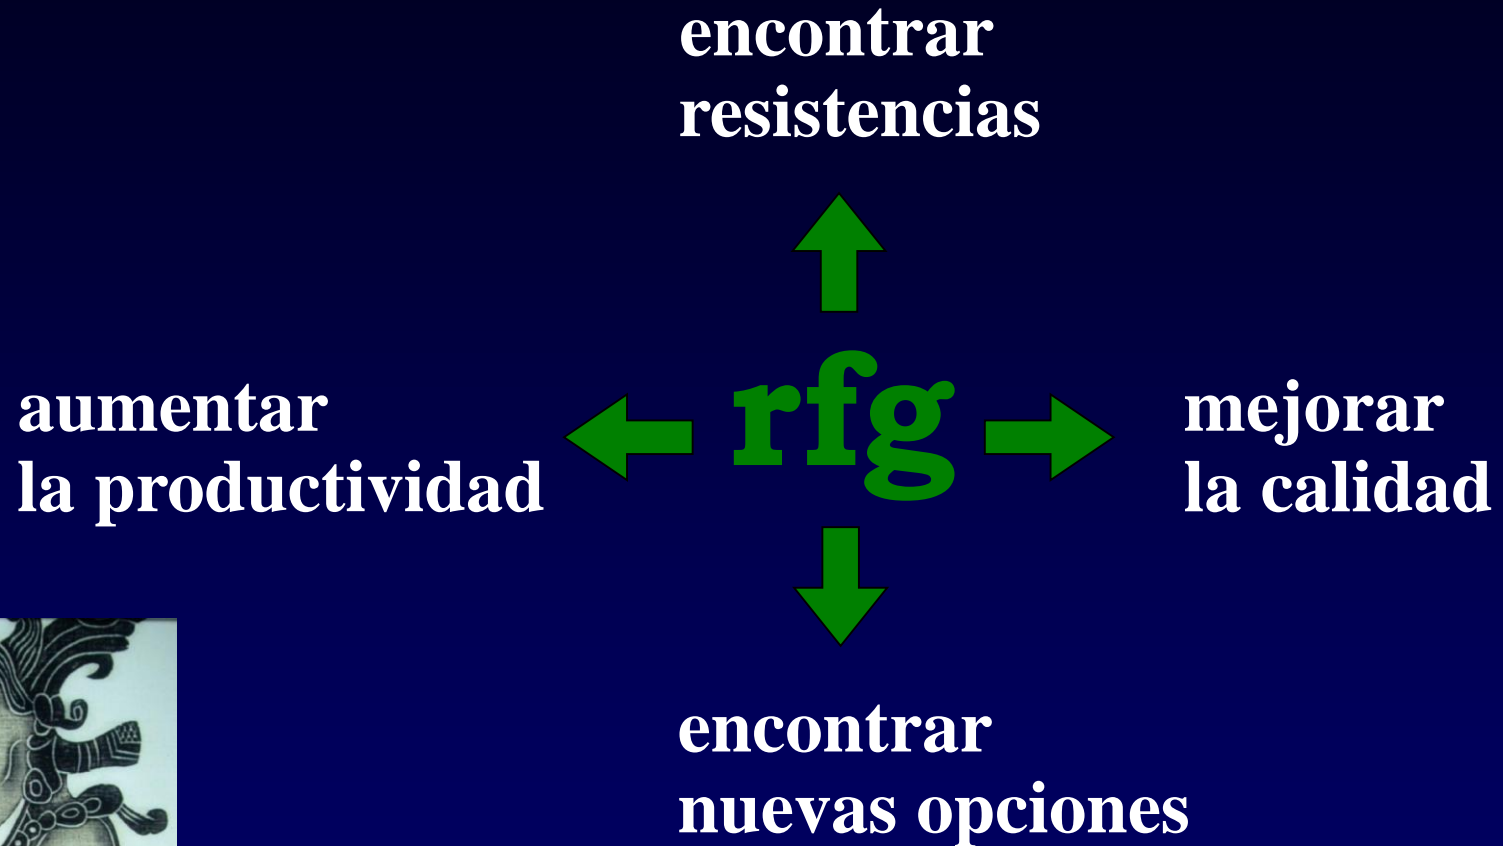 encontrar
resistencias
aumentar
la productividad
rfg
mejorar
la calidad
encontrar
nuevas opciones